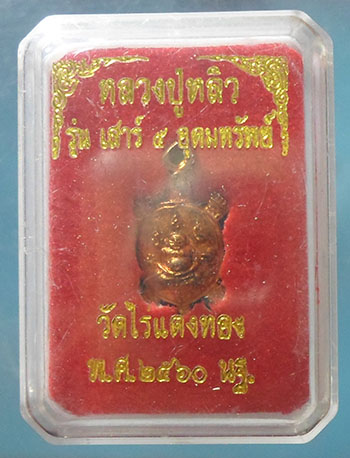 หลวงปู่หลิว
รุ่น เสาร์ ๕ อุดมทรัพย์
วัดไร่แตงทอง
พ.ศ.๒๕๖๐ นฐ.